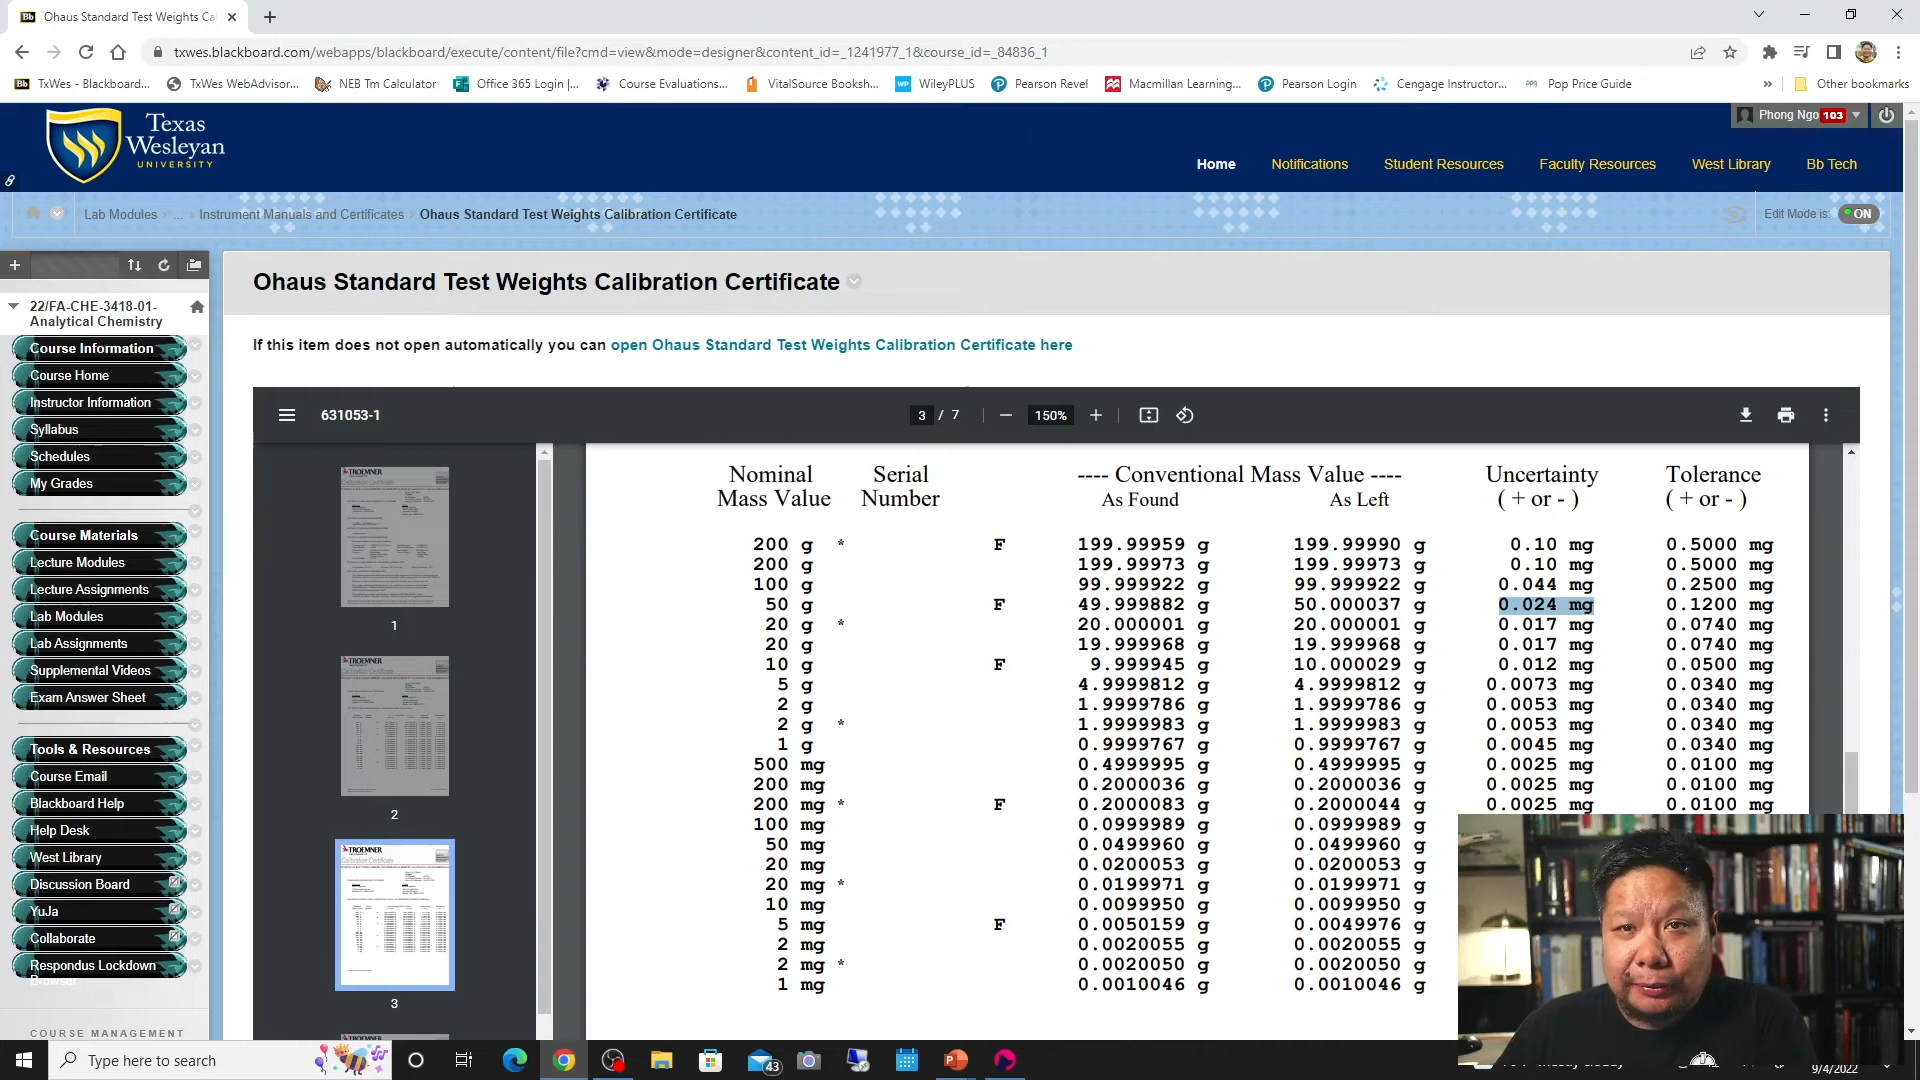 Ohaus Standard Test Weights Ca
txwes.blackboard.com/webapps/blackboard/execute/content/file?cmd=view&mode=designer&content_id=_1241977_1&course_id=_84836_1
TxWes - Blackboard... TxWes WebAdvisor... NEB Tm Calculator Office 365 Login |... Course Evaluations... VitalSource Booksh... WileyPLUS Pearson Revel Macmillan Learning... Pearson Login Cengage Instructor... Pop Price Guide » Other bookmarks
Texas
Wesleyan
UNIVERSITY
Phong Ngo 103
Home Notifications Student Resources Faculty Resources West Library Bb Tech
Lab Modules ... Instrument Manuals and Certificates Ohaus Standard Test Weights Calibration Certificate
Edit Mode is: ON
22/FA-CHE-3418-01-
Analytical Chemistry
Course Information
Course Home
Instructor Information
Syllabus
Schedules
My Grades
Course Materials
Lecture Modules
Lecture Assignments
Lab Modules
Lab Assignments
Supplemental Videos
Exam Answer Sheet
Tools & Resources
Course Email
Blackboard Help
Help Desk
West Library
Discussion Board
YuJa
Collaborate
Respondus Lockdown
Browser
COURSE MANAGEMENT
Ohaus Standard Test Weights Calibration Certificate
If this item does not open automatically you can open Ohaus Standard Test Weights Calibration Certificate here
631053-1
3 / 7
150%
TROEMNER
1
TROEMNER
2
TROEMNER
Calibration Certificate
3
Nominal Serial ---- Conventional Mass Value ---- Uncertainty Tolerance
Mass Value Number As Found As Left ( + or - ) ( + or - )
200 g * F 199.99959 g 199.99990 g 0.10 mg 0.5000 mg
200 g 199.99973 g 199.99973 g 0.10 mg 0.5000 mg
100 g 99.999922 g 99.999922 g 0.044 mg 0.2500 mg
50 g F 49.999882 g 50.000037 g 0.024 mg 0.1200 mg
20 g * 20.000001 g 20.000001 g 0.017 mg 0.0740 mg
20 g 19.999968 g 19.999968 g 0.017 mg 0.0740 mg
10 g F 9.999945 g 10.000029 g 0.012 mg 0.0500 mg
5 g 4.9999812 g 4.9999812 g 0.0073 mg 0.0340 mg
2 g 1.9999786 g 1.9999786 g 0.0053 mg 0.0340 mg
2 g * 1.9999983 g 1.9999983 g 0.0053 mg 0.0340 mg
1 g 0.9999767 g 0.9999767 g 0.0045 mg 0.0340 mg
500 mg 0.4999995 g 0.4999995 g 0.0025 mg 0.0100 mg
200 mg 0.2000036 g 0.2000036 g 0.0025 mg 0.0100 mg
200 mg * F 0.2000083 g 0.2000044 g 0.0025 mg 0.0100 mg
100 mg 0.0999989 g 0.0999989 g
50 mg 0.0499960 g 0.0499960 g
20 mg 0.0200053 g 0.0200053 g
20 mg * 0.0199971 g 0.0199971 g
10 mg 0.0099950 g 0.0099950 g
5 mg F 0.0050159 g 0.0049976 g
2 mg 0.0020055 g 0.0020055 g
2 mg * 0.0020050 g 0.0020050 g
1 mg 0.0010046 g 0.0010046 g
Type here to search
43
9/4/2022